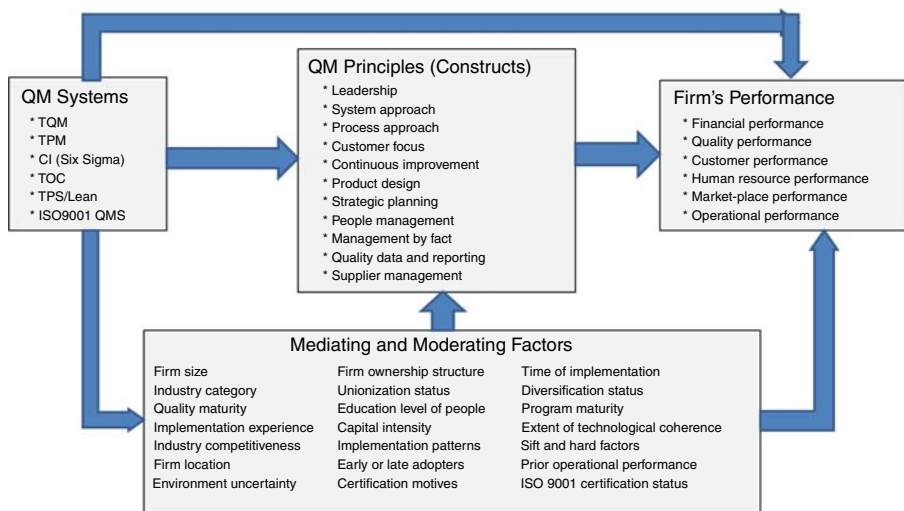 QM Systems
* TQM
* TPM
* CI (Six Sigma)
* TOC
* TPS/Lean
* ISO9001 QMS
QM Principles (Constructs)
* Leadership
* System approach
* Process approach
* Customer focus
* Continuous improvement
* Product design
* Strategic planning
* People management
* Management by fact
* Quality data and reporting
* Supplier management
Firm's Performance
* Financial performance
* Quality performance
* Customer performance
* Human resource performance
* Market-place performance
* Operational performance
Mediating and Moderating Factors
Firm size
Industry category
Quality maturity
Implementation experience
Industry competitiveness
Firm location
Environment uncertainty
Firm ownership structure
Unionization status
Education level of people
Capital intensity
Implementation patterns
Early or late adopters
Certification motives
Time of implementation
Diversification status
Program maturity
Extent of technological coherence
Sift and hard factors
Prior operational performance
ISO 9001 certification status